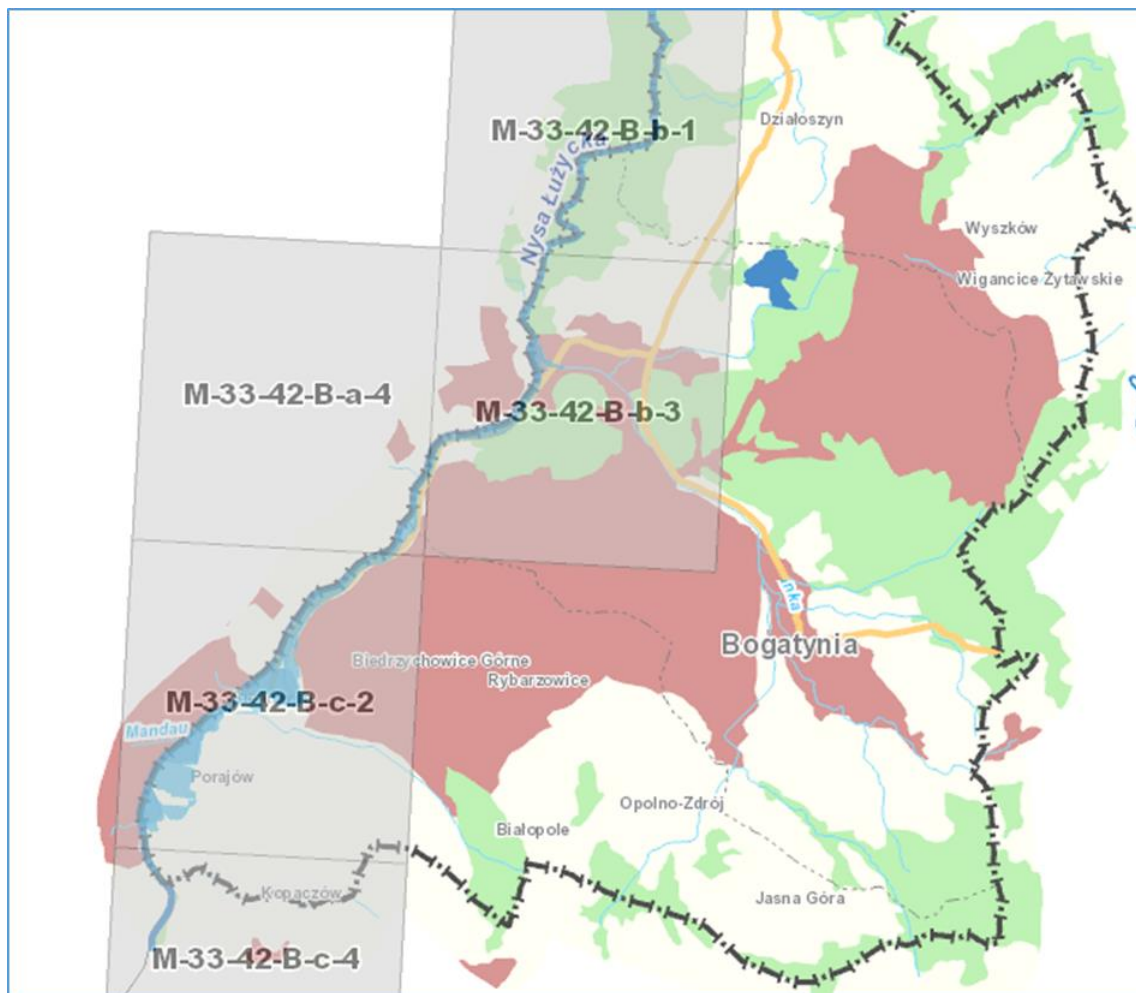 Działoszyn
M-33-42-B-b-1
Nysa Łużycka
Wyszków
Wigancice Żytawskie
M-33-42-B-a-4
M-33-42-B-b-3
nka
Bogatynia
Biedrzychowice Górne
Rybarzowice
M-33-42-B-c-2
Mandau
Porajów
Opolno-Zdrój
Białopole
Kopaczów
Jasna Góra
M-33-42-B-c-4